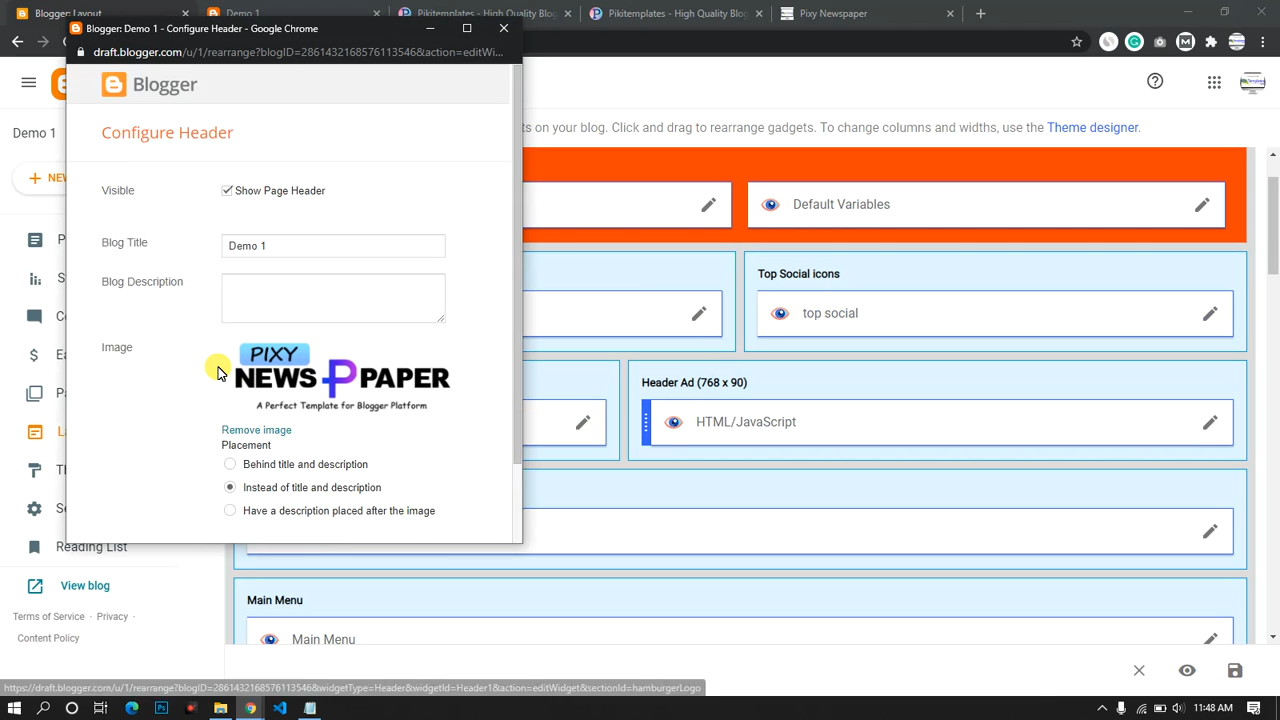 Blogger Layout
Demo 1
Pikitemplates - High Quality Blog
Pikitemplates - High Quality Blog
Pixy Newspaper
Blogger: Demo 1 - Configure Header - Google Chrome
draft.blogger.com/u/1/rearrange?blogID=2861432168576113546&action=editWi...
Blogger
Configure Header
Visible
Show Page Header
Blog Title
Demo 1
Blog Description
Image
PIXY
NEWS P PAPER
A Perfect Template for Blogger Platform
Remove image
Placement
Behind title and description
Instead of title and description
Have a description placed after the image
Demo 1
NEW
Reading List
View blog
Terms of Service · Privacy ·
Content Policy
ts on your blog. Click and drag to rearrange gadgets. To change columns and widths, use the Theme designer.
Default Variables
Top Social icons
top social
Header Ad (768 x 90)
HTML/JavaScript
Main Menu
Main Menu
https://draft.blogger.com/u/1/rearrange?blogID=2861432168576113546&widgetType=Header&widgetId=Header1&action=editWidget&sectionId=hamburgerLogo
11:48 AM